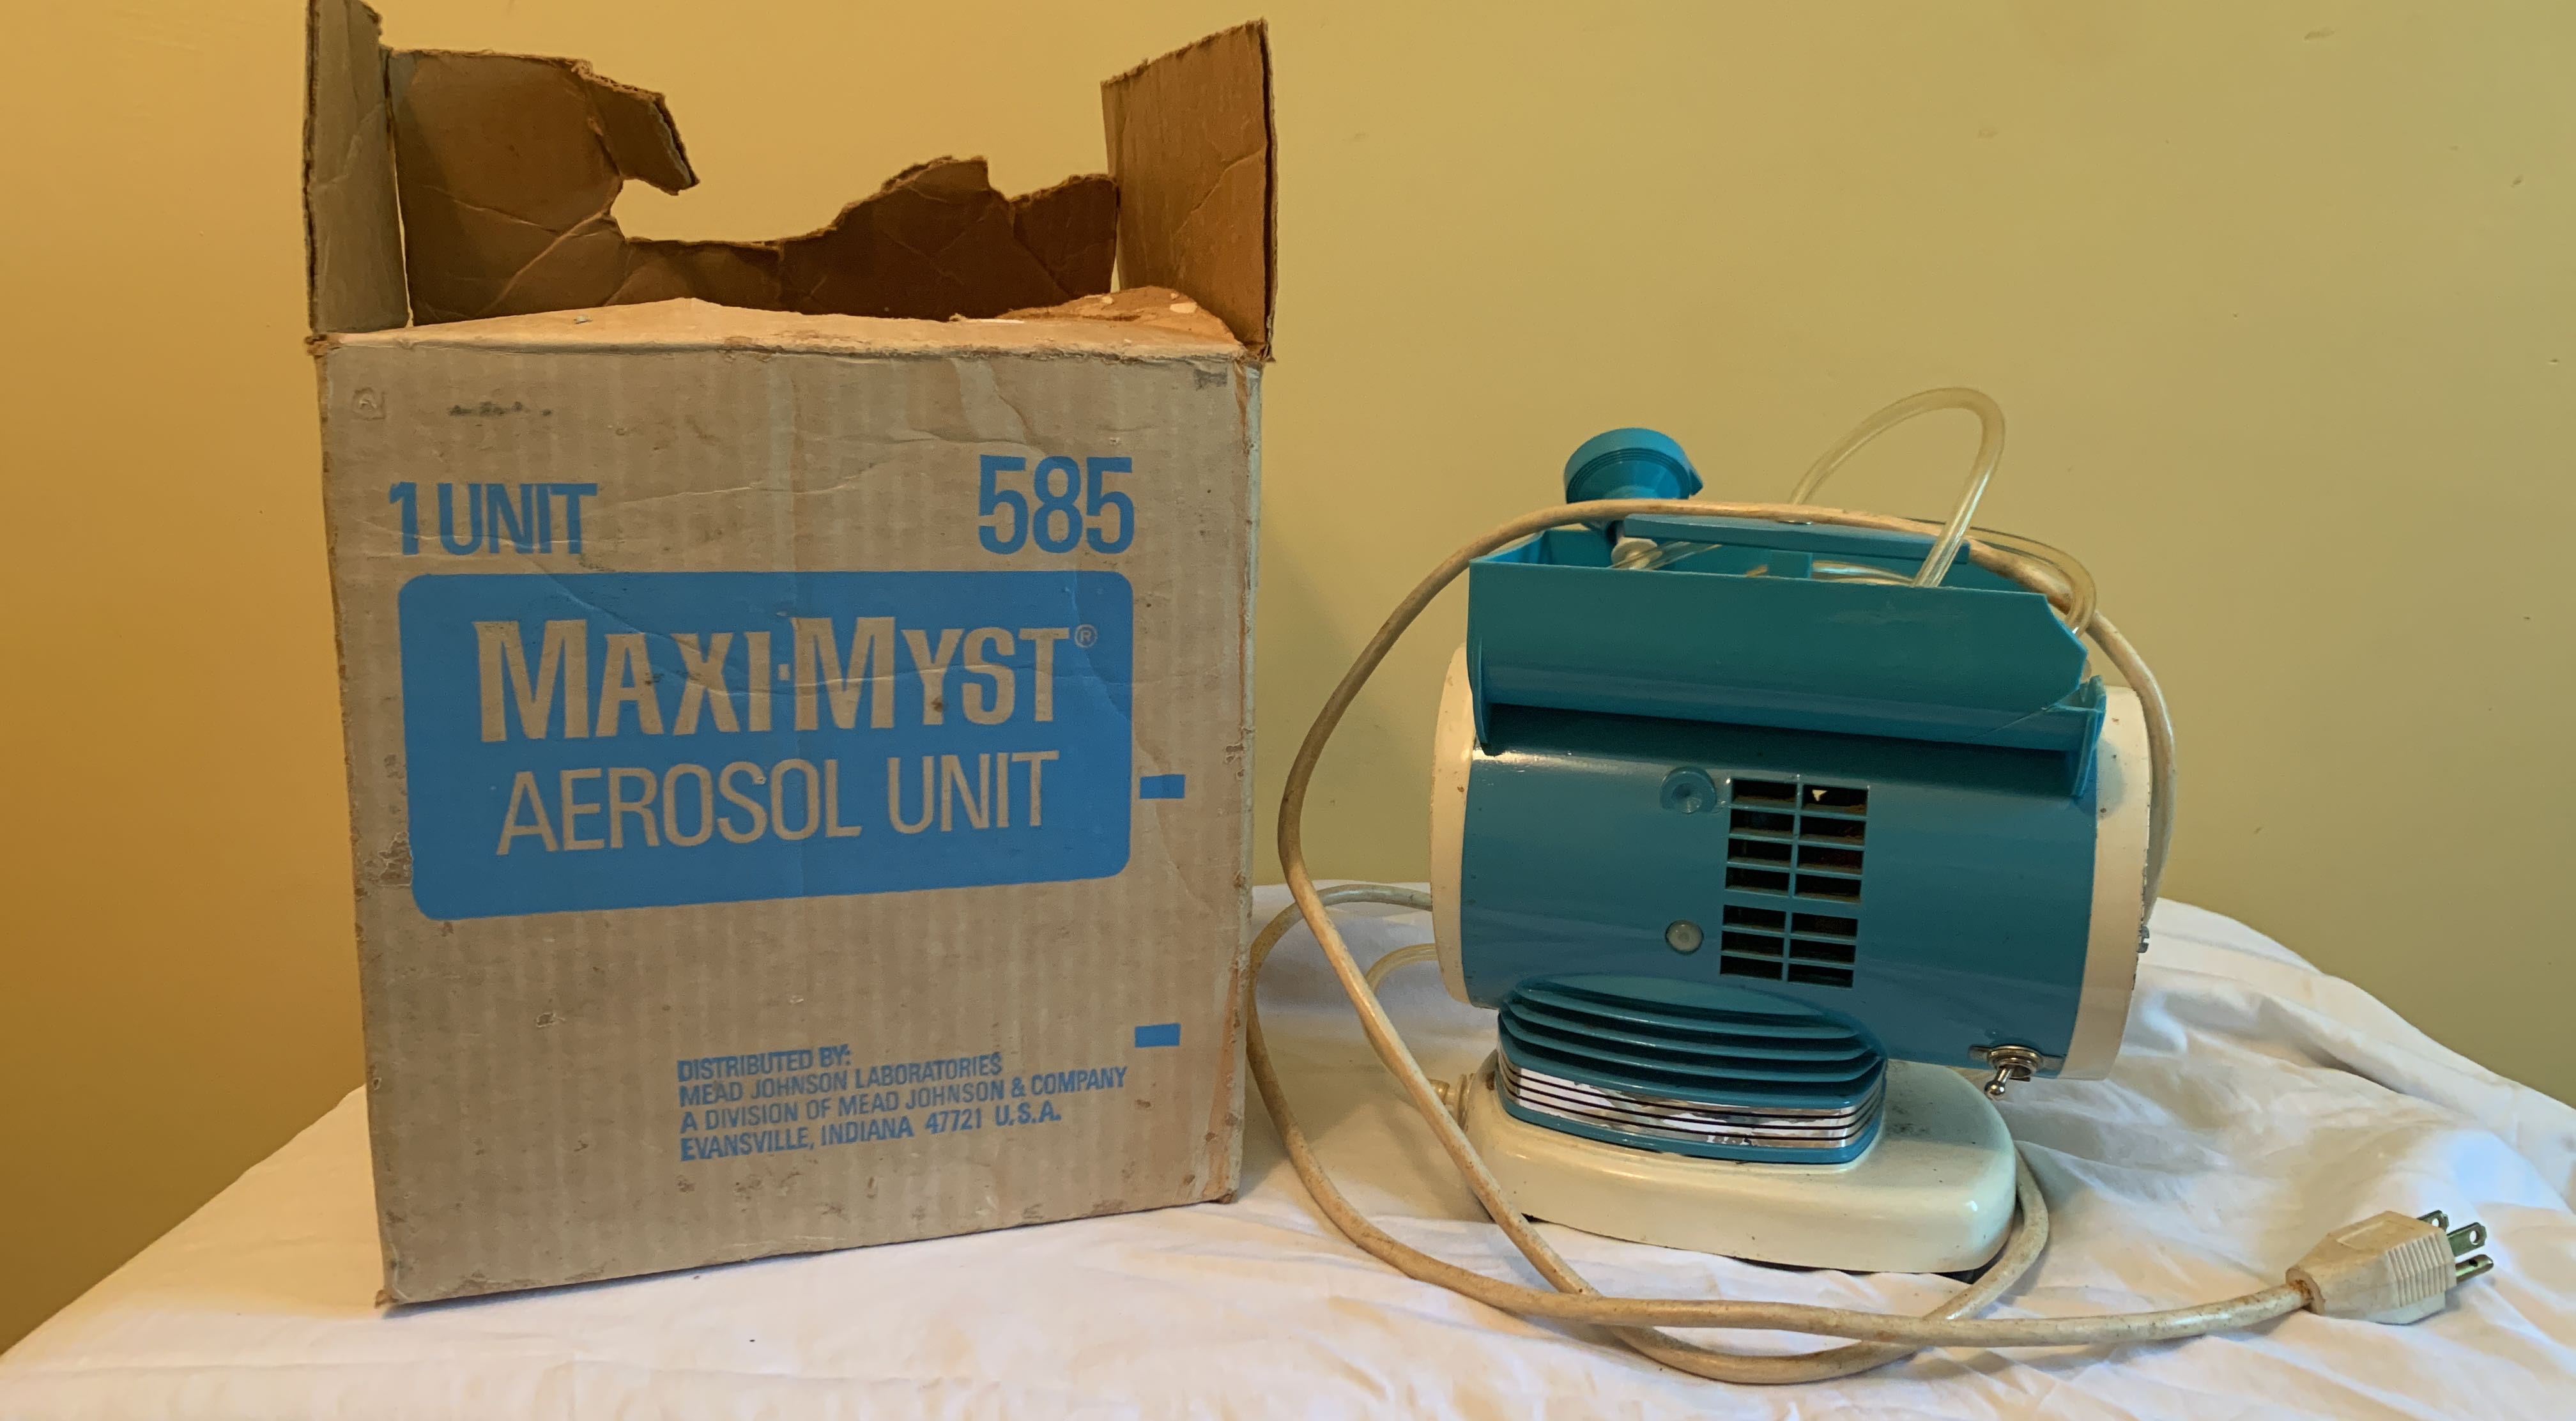 1 UNIT 585
MAXI·MYST®
AEROSOL UNIT
DISTRIBUTED BY:
MEAD JOHNSON LABORATORIES
A DIVISION OF MEAD JOHNSON & COMPANY
EVANSVILLE, INDIANA 47721 U.S.A.